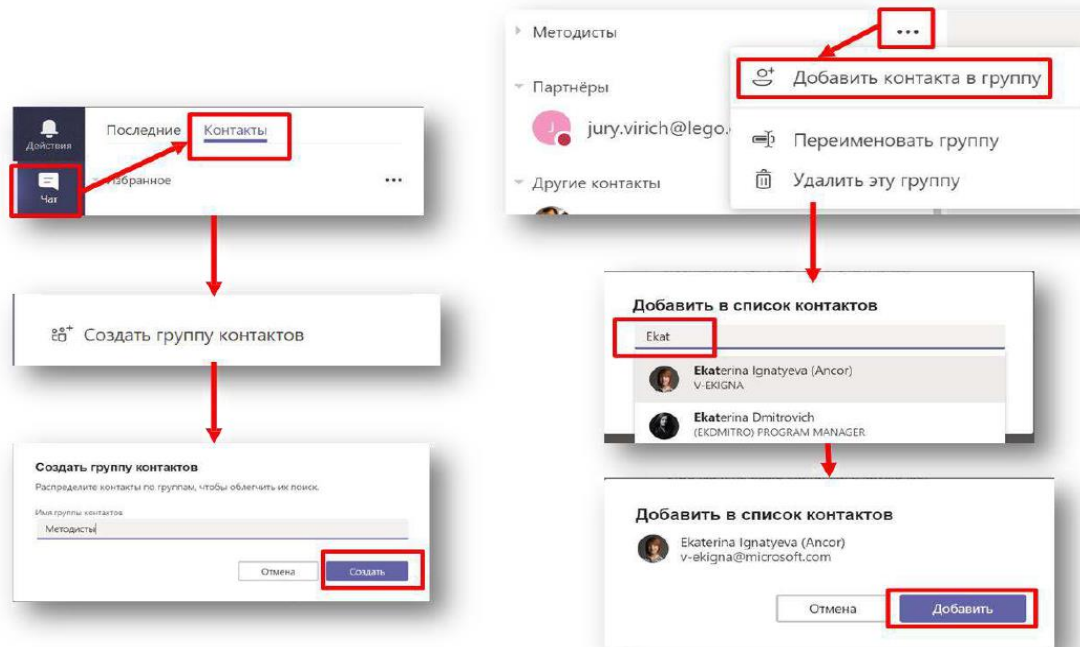 Действия
Последние
Контакты
Чат
Избранное
•••
Создать группу контактов
Создать группу контактов
Распределите контакты по группам, чтобы облегчить их поиск.
Имя группы контактов
Методисты
Отмена
Создать
Методисты
•••
Добавить контакта в группу
Партнёры
jury.virich@lego.
Переименовать группу
Удалить эту группу
Другие контакты
Добавить в список контактов
Ekat
Ekaterina Ignatyeva (Ancor)
V-EKIGNA
Ekaterina Dmitrovich
(EKDMITRO) PROGRAM MANAGER
Добавить в список контактов
Ekaterina Ignatyeva (Ancor)
v-ekigna@microsoft.com
Отмена
Добавить